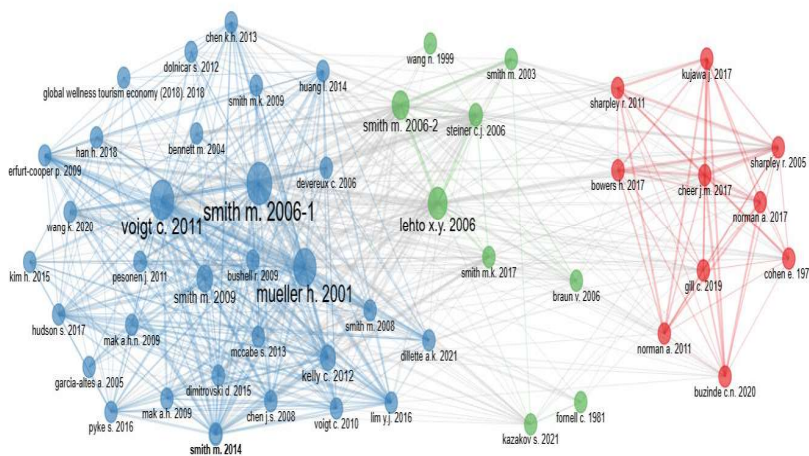 chen k.h. 2013
dolnicar s. 2012
wang n. 1999
smith m. 2003
kujawa j. 2017
global wellness tourism economy (2018). 2018
smith m.k. 2009
huang l. 2014
sharpley r. 2011
smith m. 2006-2
steiner c.j. 2006
han h. 2018
bennett m. 2004
sharpley r. 2005
erfurt-cooper p. 2009
devereux c. 2006
bowers h. 2017
cheer j.m. 2017
voigt c. 2011
smith m. 2006-1
lehto x.y. 2006
norman a. 2017
wang k. 2020
kim h. 2015
pesonen j. 2011
bushell r. 2009
smith m.k. 2017
cohen e. 197
smith m. 2009
mueller h. 2001
braun v. 2006
gill c. 2019
hudson s. 2017
mak a.h.n. 2009
smith m. 2008
mccabe s. 2013
dillette a.k. 2021
norman a. 2011
garcia-altes a. 2005
kelly c. 2012
buzinde c.n. 2020
dimitrovski d. 2015
pyke s. 2016
mak a.h. 2009
chen j.s. 2008
voigt c. 2010
lim y.j. 2016
fornell c. 1981
smith m. 2014
kazakov s. 2021